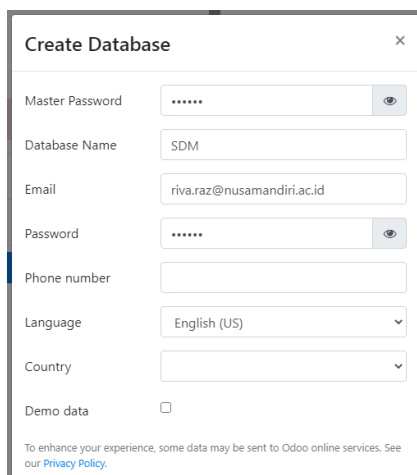 Create Database ×
Master Password ••••••
Database Name SDM
Email riva.raz@nusamandiri.ac.id
Password ••••••
Phone number
Language English (US)
Country
Demo data
To enhance your experience, some data may be sent to Odoo online services. See
our Privacy Policy.